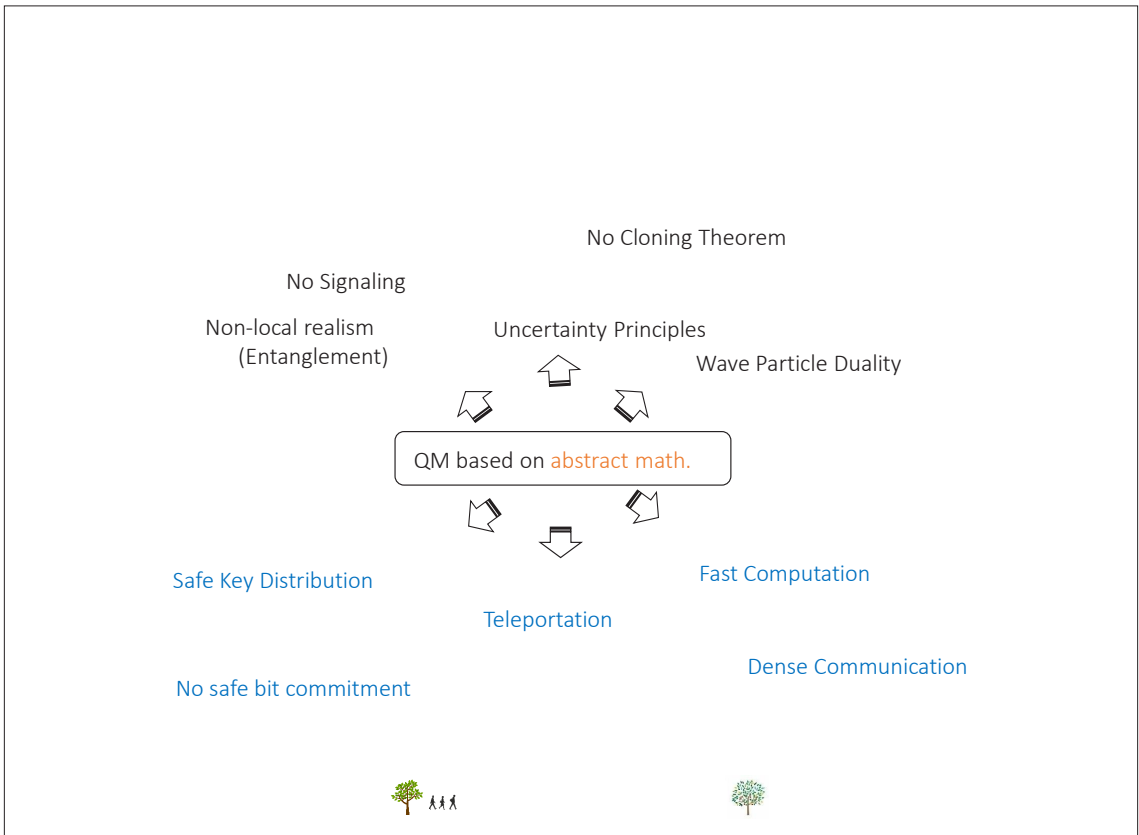 No Cloning Theorem
No Signaling
Non-local realism
(Entanglement)
Uncertainty Principles
Wave Particle Duality
QM based on abstract math.
Safe Key Distribution
Fast Computation
Teleportation
Dense Communication
No safe bit commitment